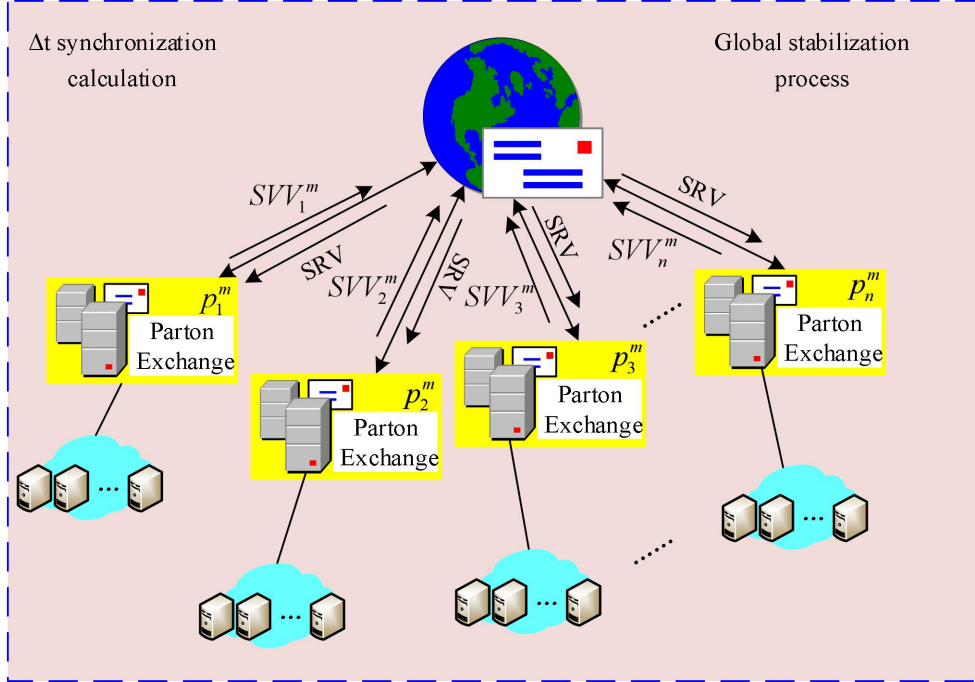 Δt synchronization
calculation
Global stabilization
process
SVV₁ᵐ
SRV
SVV₂ᵐ
SRV
SVV₃ᵐ
SRV
SVVₙᵐ
SRV
p₁ᵐ
Parton
Exchange
p₂ᵐ
Parton
Exchange
p₃ᵐ
Parton
Exchange
pₙᵐ
Parton
Exchange
......
...
...
...
...
......